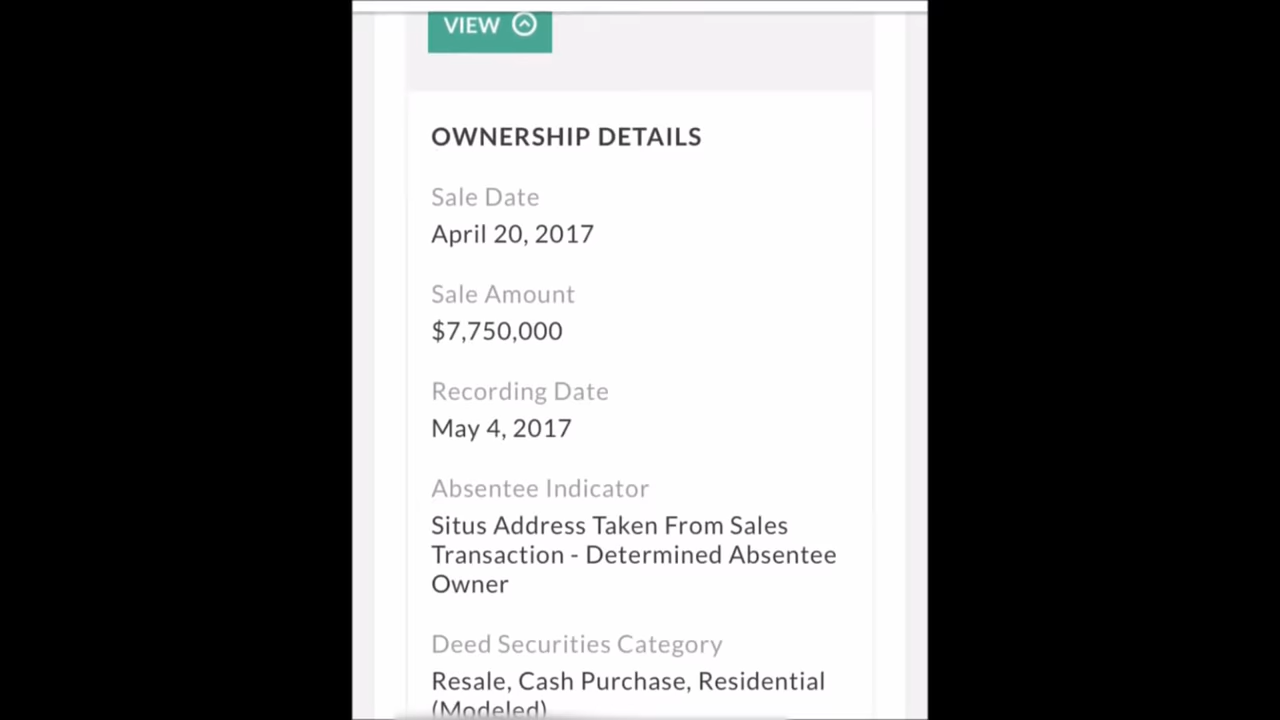 VIEW
OWNERSHIP DETAILS
Sale Date
April 20, 2017
Sale Amount
$7,750,000
Recording Date
May 4, 2017
Absentee Indicator
Situs Address Taken From Sales
Transaction - Determined Absentee
Owner
Deed Securities Category
Resale, Cash Purchase, Residential
(Modeled)